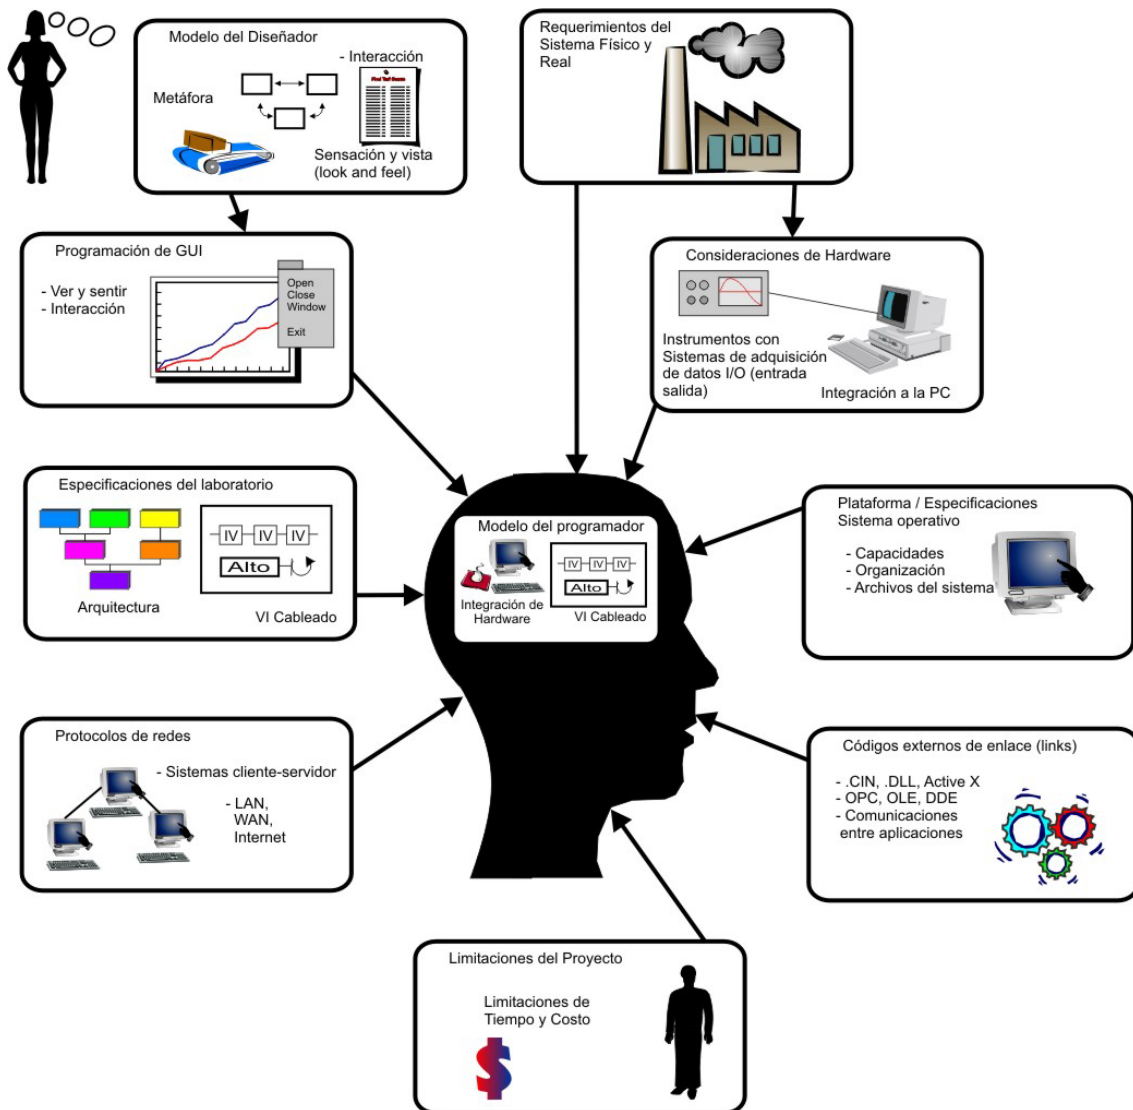 Modelo del Diseñador
- Interacción
Metáfora
Sensación y vista
(look and feel)
Requerimientos del
Sistema Físico y
Real
Programación de GUI
- Ver y sentir
- Interacción
Open
Close
Window
Exit
Consideraciones de Hardware
Instrumentos con
Sistemas de adquisición
de datos I/O (entrada
salida)
Integración a la PC
Especificaciones del laboratorio
Arquitectura
IV IV IV
Alto
VI Cableado
Modelo del programador
Integración de
Hardware
IV IV IV
Alto
VI Cableado
Plataforma / Especificaciones
Sistema operativo
- Capacidades
- Organización
- Archivos del sistema
Protocolos de redes
- Sistemas cliente-servidor
- LAN,
WAN,
Internet
Códigos externos de enlace (links)
- .CIN, .DLL, Active X
- OPC, OLE, DDE
- Comunicaciones
entre aplicaciones
Limitaciones del Proyecto
Limitaciones de
Tiempo y Costo
$